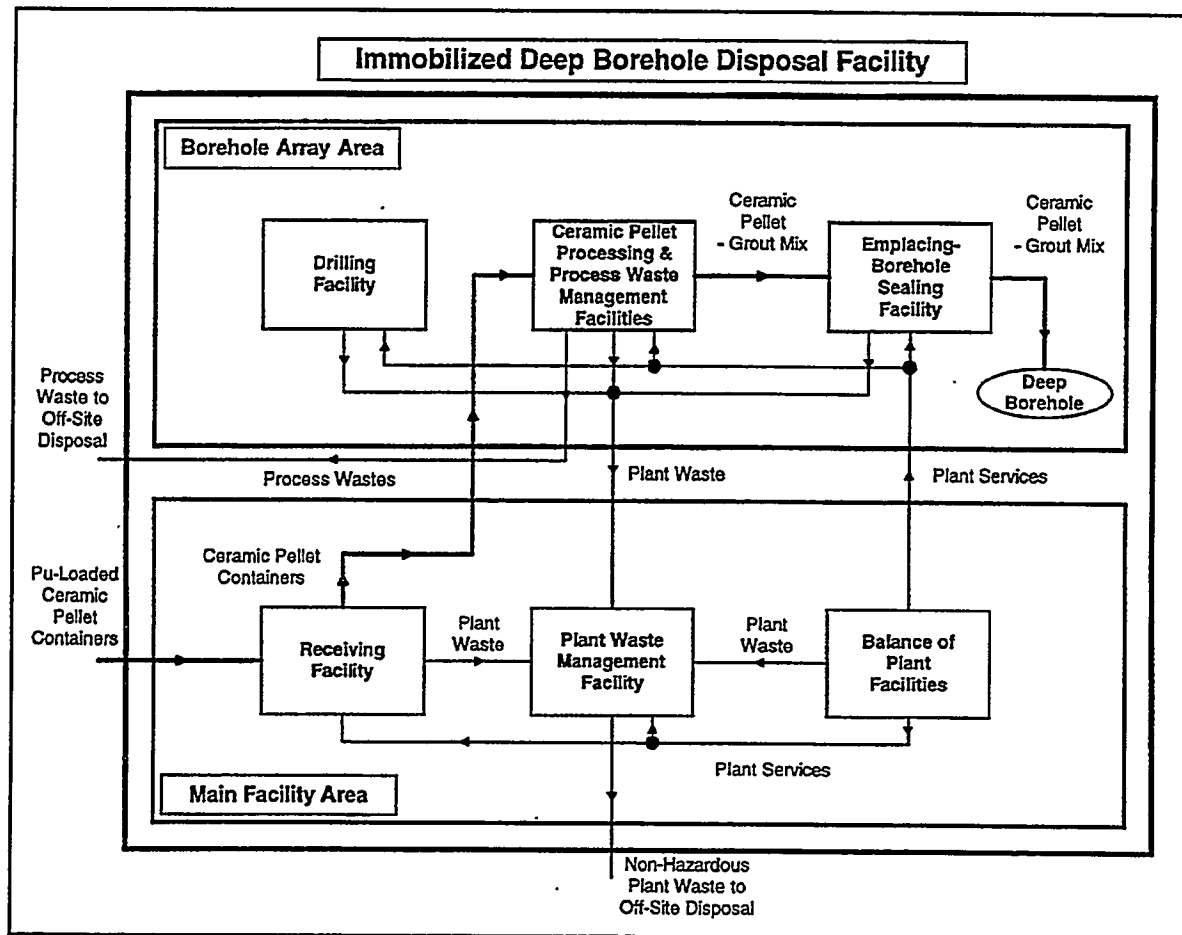 Immobilized Deep Borehole Disposal Facility
Borehole Array Area
Drilling
Facility
Ceramic Pellet
Processing &
Process Waste
Management
Facilities
Ceramic
Pellet
- Grout Mix
Emplacing-
Borehole
Sealing
Facility
Ceramic
Pellet
- Grout Mix
Deep
Borehole
Process
Waste to
Off-Site
Disposal
Process Wastes
Plant Waste
Plant Services
Pu-Loaded
Ceramic
Pellet
Containers
Ceramic Pellet
Containers
Receiving
Facility
Plant
Waste
Plant Waste
Management
Facility
Plant
Waste
Balance of
Plant
Facilities
Plant Services
Main Facility Area
Non-Hazardous
Plant Waste to
Off-Site Disposal